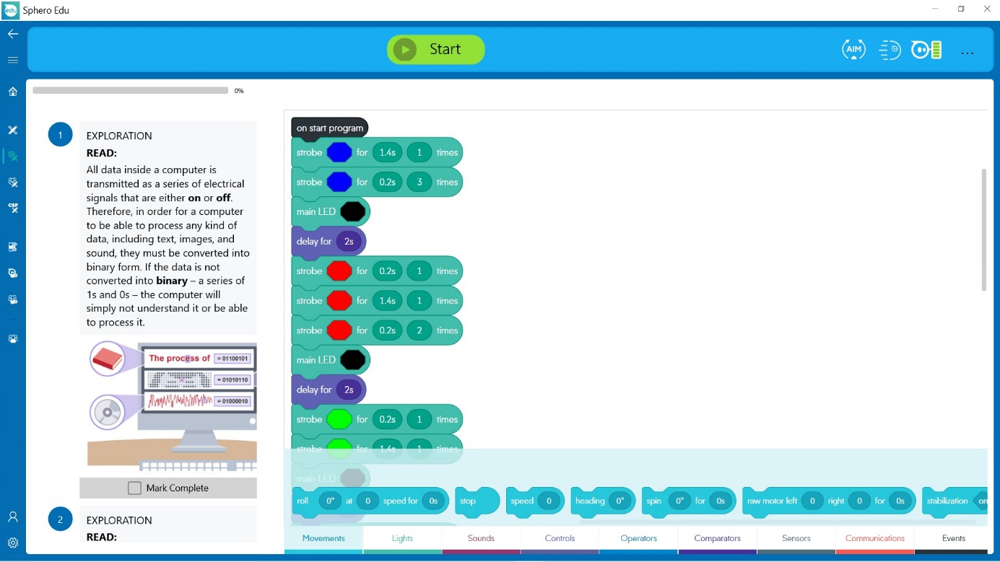 edu Sphero Edu
Start
AIM
...
0%
1
EXPLORATION
READ:
All data inside a computer is
transmitted as a series of electrical
signals that are either on or off.
Therefore, in order for a computer
to be able to process any kind of
data, including text, images, and
sound, they must be converted into
binary form. If the data is not
converted into binary – a series of
1s and 0s – the computer will
simply not understand it or be able
to process it.
The process of = 01100101
= 01010110
= 01000010
Mark Complete
2
EXPLORATION
READ:
on start program
strobe for 1.4s 1 times
strobe for 0.2s 3 times
main LED
delay for 2s
strobe for 0.2s 1 times
strobe for 1.4s 1 times
strobe for 0.2s 2 times
main LED
delay for 2s
strobe for 0.2s 1 times
strobe for 1.4s 1 times
main LED
roll 0° at 0 speed for 0s stop speed 0 heading 0° spin 0° for 0s raw motor left 0 right 0 for 0s stabilization on
Movements Lights Sounds Controls Operators Comparators Sensors Communications Events